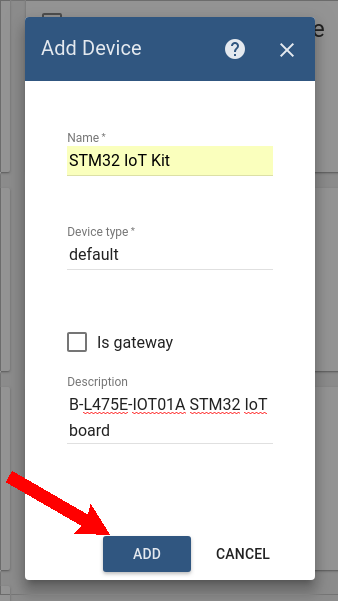 Add Device
Name *
STM32 IoT Kit
Device type *
default
Is gateway
Description
B-L475E-IOT01A STM32 IoT
board
ADD
CANCEL